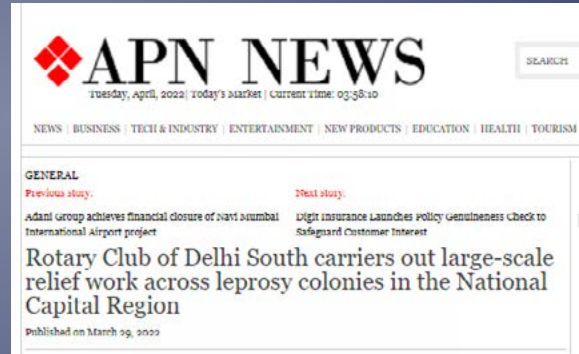 APN NEWS
SEARCH
Tuesday, April, 2022| Today's Market | Current Time: 03:58:10
NEWS | BUSINESS | TECH & INDUSTRY | ENTERTAINMENT | NEW PRODUCTS | EDUCATION | HEALTH | TOURISM
GENERAL
Previous story: Next story:
Adani Group achieves financial closure of Navi Mumbai Digit Insurance Launches Policy Genuineness Check to
International Airport project Safeguard Customer Interest
Rotary Club of Delhi South carriers out large-scale
relief work across leprosy colonies in the National
Capital Region
Published on March 29, 2022